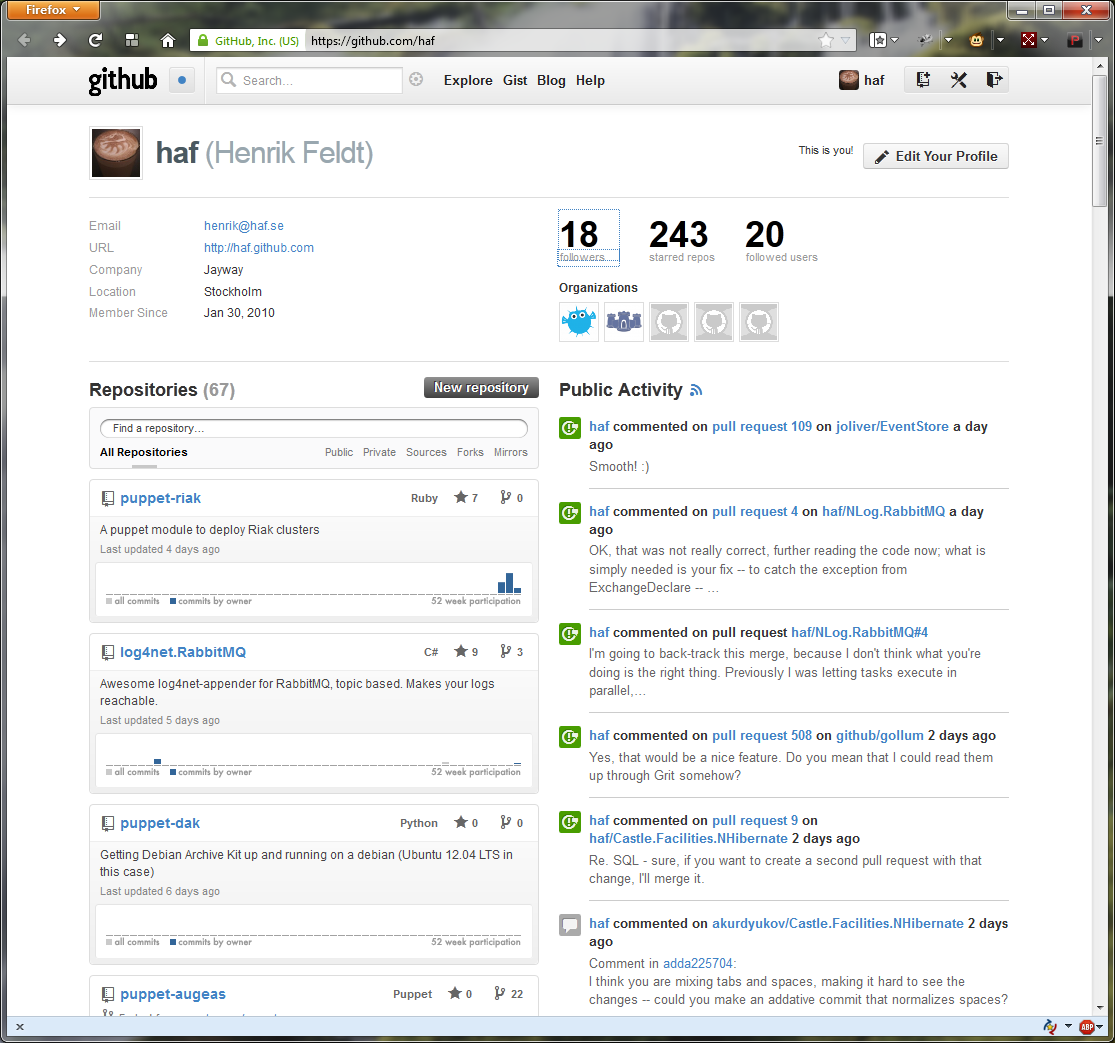 Firefox
GitHub, Inc. (US) https://github.com/haf
github Search... Explore Gist Blog Help haf
haf (Henrik Feldt)
This is you! Edit Your Profile
Email henrik@haf.se
URL http://haf.github.com
Company Jayway
Location Stockholm
Member Since Jan 30, 2010
18 243 20
followers starred repos followed users
Organizations
Repositories (67) New repository
Find a repository...
All Repositories Public Private Sources Forks Mirrors
puppet-riak Ruby 7 0
A puppet module to deploy Riak clusters
Last updated 4 days ago
all commits commits by owner 52 week participation
log4net.RabbitMQ C# 9 3
Awesome log4net-appender for RabbitMQ, topic based. Makes your logs
reachable.
Last updated 5 days ago
all commits commits by owner 52 week participation
puppet-dak Python 0 0
Getting Debian Archive Kit up and running on a debian (Ubuntu 12.04 LTS in
this case)
Last updated 6 days ago
all commits commits by owner 52 week participation
puppet-augeas Puppet 0 22
Public Activity
haf commented on pull request 109 on joliver/EventStore a day
ago
Smooth! :)
haf commented on pull request 4 on haf/NLog.RabbitMQ a day
ago
OK, that was not really correct, further reading the code now; what is
simply needed is your fix -- to catch the exception from
ExchangeDeclare -- …
haf commented on pull request haf/NLog.RabbitMQ#4
I'm going to back-track this merge, because I don't think what you're
doing is the right thing. Previously I was letting tasks execute in
parallel,…
haf commented on pull request 508 on github/gollum 2 days ago
Yes, that would be a nice feature. Do you mean that I could read them
up through Grit somehow?
haf commented on pull request 9 on
haf/Castle.Facilities.NHibernate 2 days ago
Re. SQL - sure, if you want to create a second pull request with that
change, I'll merge it.
haf commented on akurdyukov/Castle.Facilities.NHibernate 2 days
ago
Comment in adda225704:
I think you are mixing tabs and spaces, making it hard to see the
changes -- could you make an addative commit that normalizes spaces?
ABP